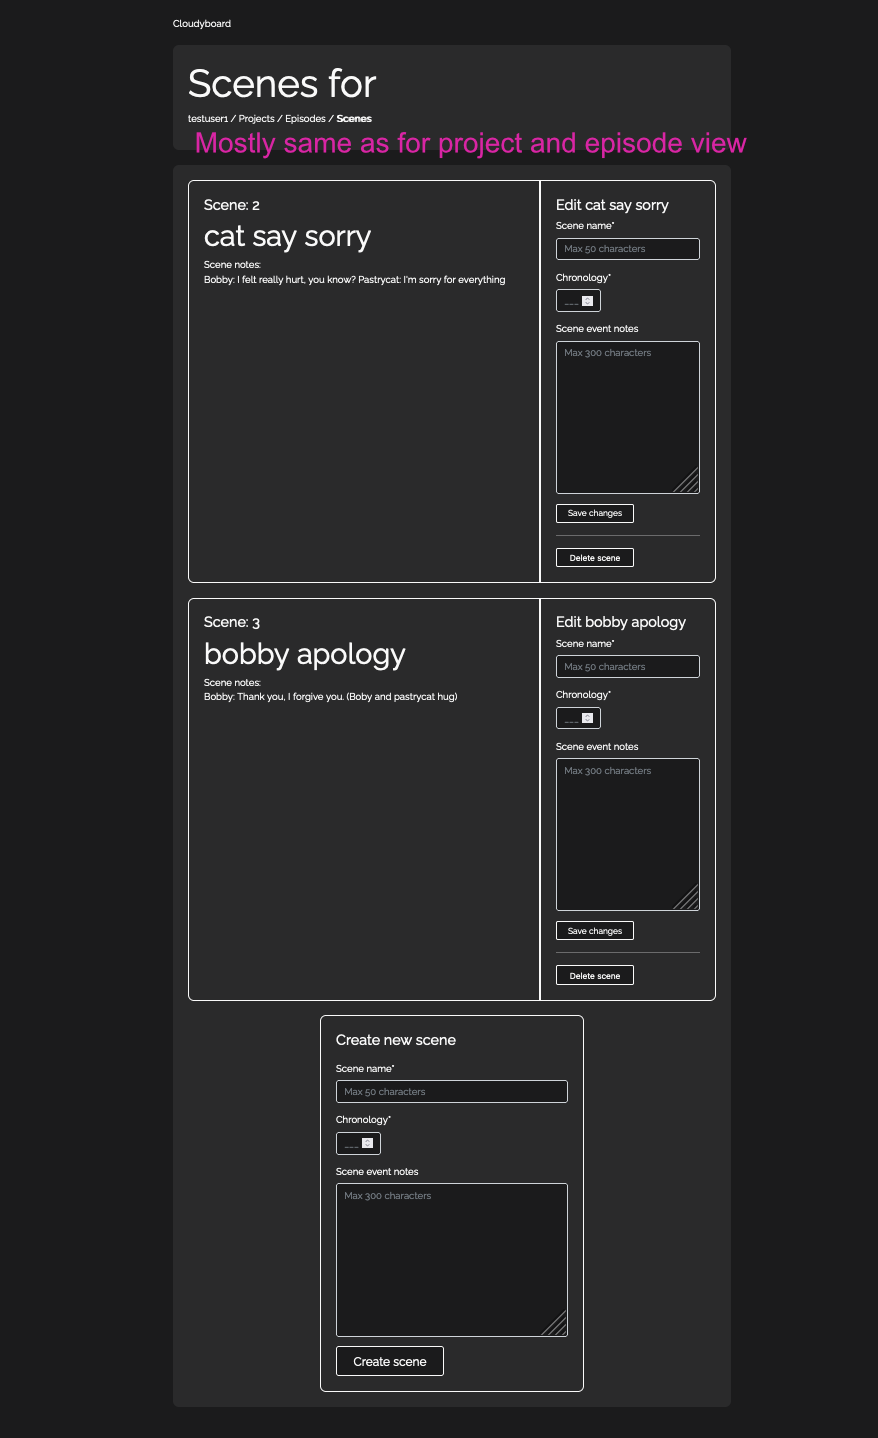 Cloudyboard
Scenes for
testuser1 / Projects / Episodes / Scenes
Mostly same as for project and episode view
Scene: 2
cat say sorry
Scene notes:
Bobby: I felt really hurt, you know? Pastrycat: I'm sorry for everything
Edit cat say sorry
Scene name*
Max 50 characters
Chronology*
___
Scene event notes
Max 300 characters
Save changes
Delete scene
Scene: 3
bobby apology
Scene notes:
Bobby: Thank you, I forgive you. (Boby and pastrycat hug)
Edit bobby apology
Scene name*
Max 50 characters
Chronology*
___
Scene event notes
Max 300 characters
Save changes
Delete scene
Create new scene
Scene name*
Max 50 characters
Chronology*
___
Scene event notes
Max 300 characters
Create scene